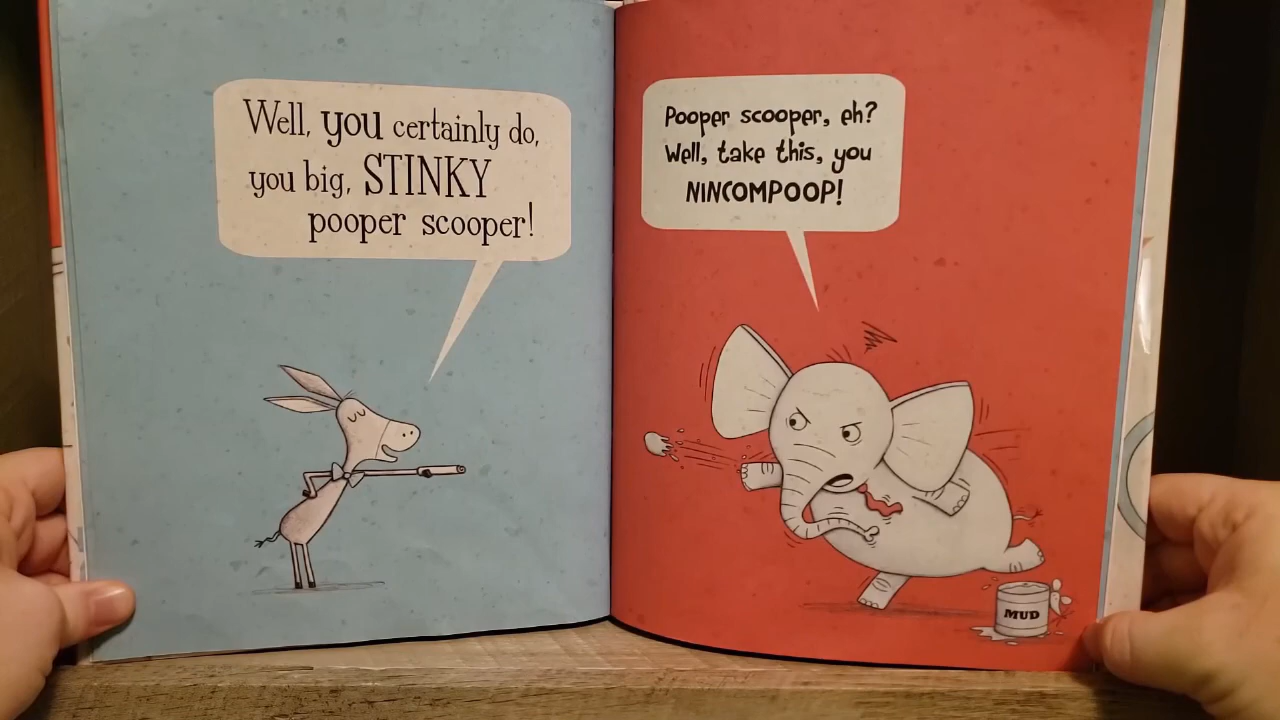 Well, you certainly do,
you big, STINKY
pooper scooper!
Pooper scooper, eh?
Well, take this, you
NINCOMPOOP!
MUD